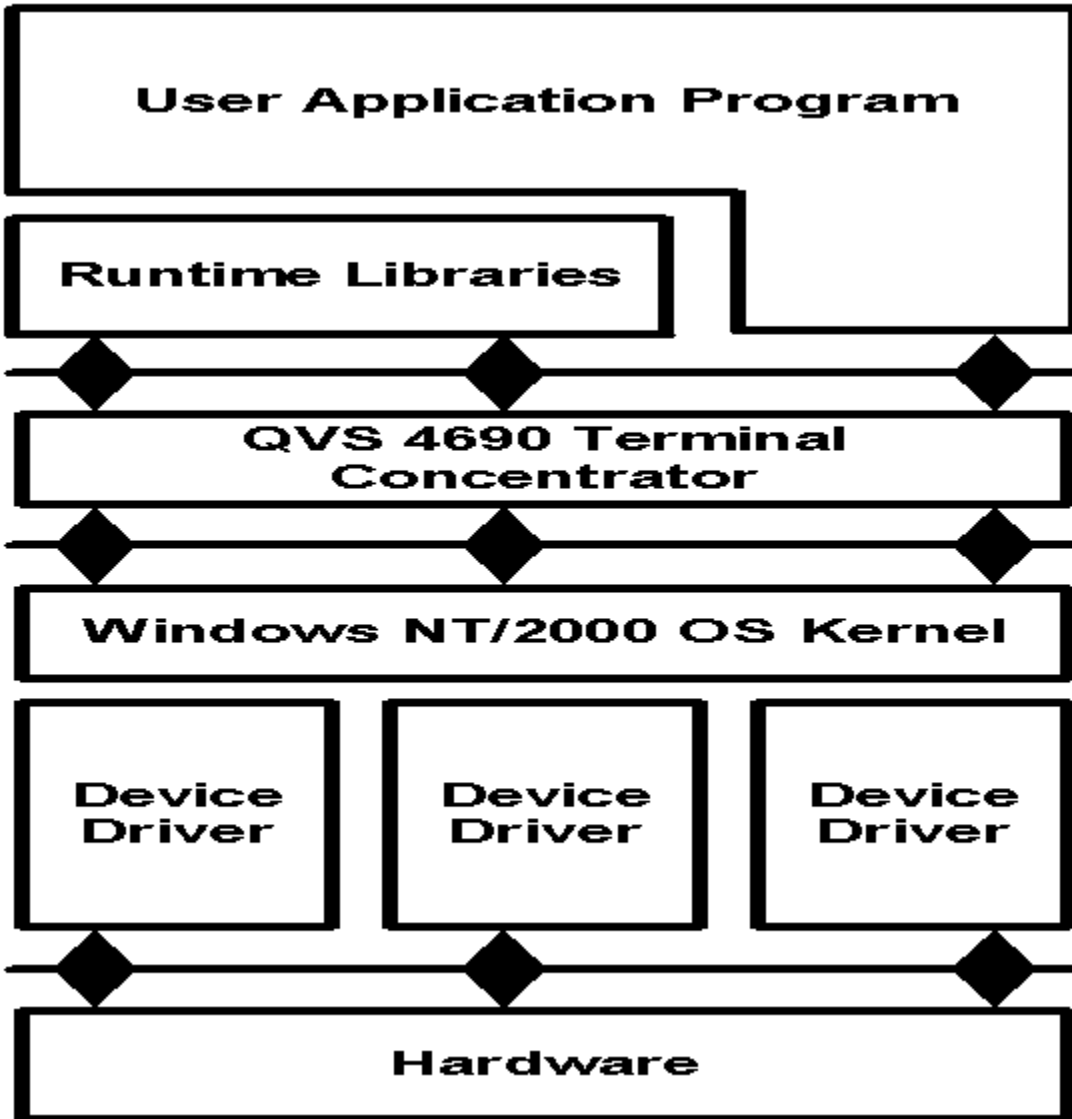 User Application Program
Runtime Libraries
QVS 4690 Terminal
Concentrator
Windows NT/2000 OS Kernel
Device
Driver
Device
Driver
Device
Driver
Hardware